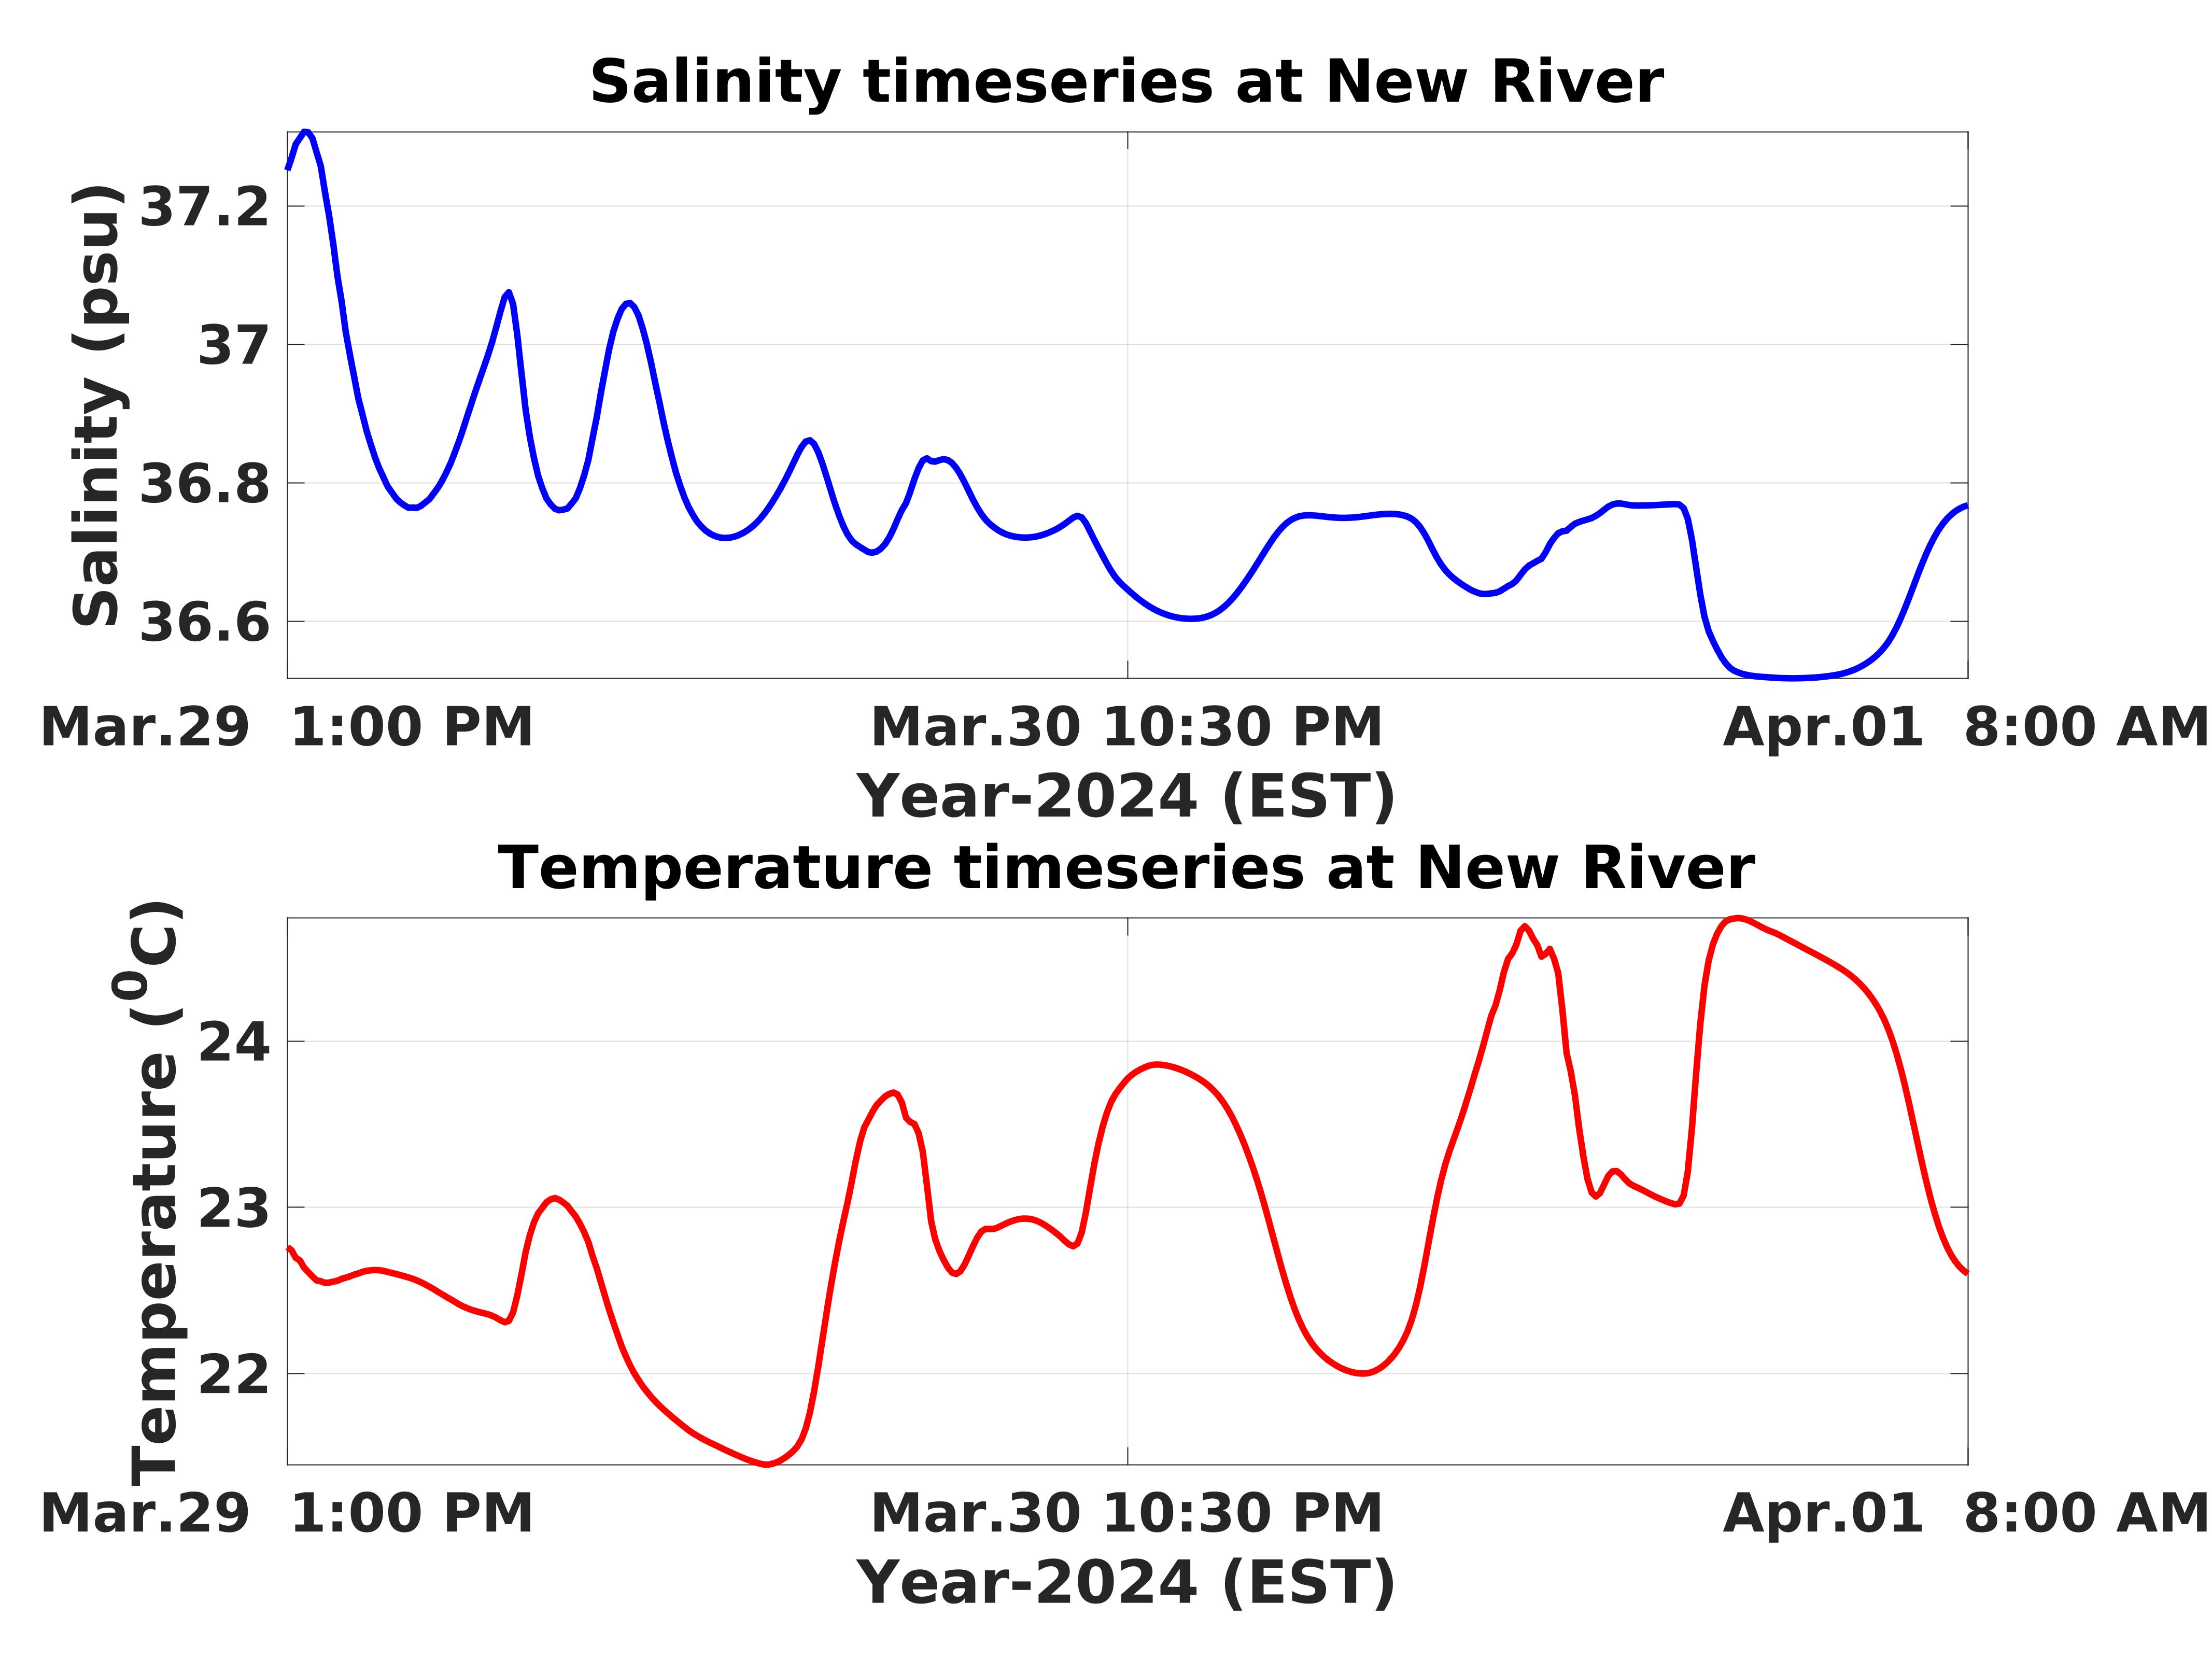 Salinity timeseries at New River
Salinity (psu)
37.2
37
36.8
36.6
Mar.29  1:00 PM
Mar.30 10:30 PM
Apr.01  8:00 AM
Year-2024 (EST)
Temperature timeseries at New River
Temperature (⁰C)
24
23
22
Mar.29  1:00 PM
Mar.30 10:30 PM
Apr.01  8:00 AM
Year-2024 (EST)